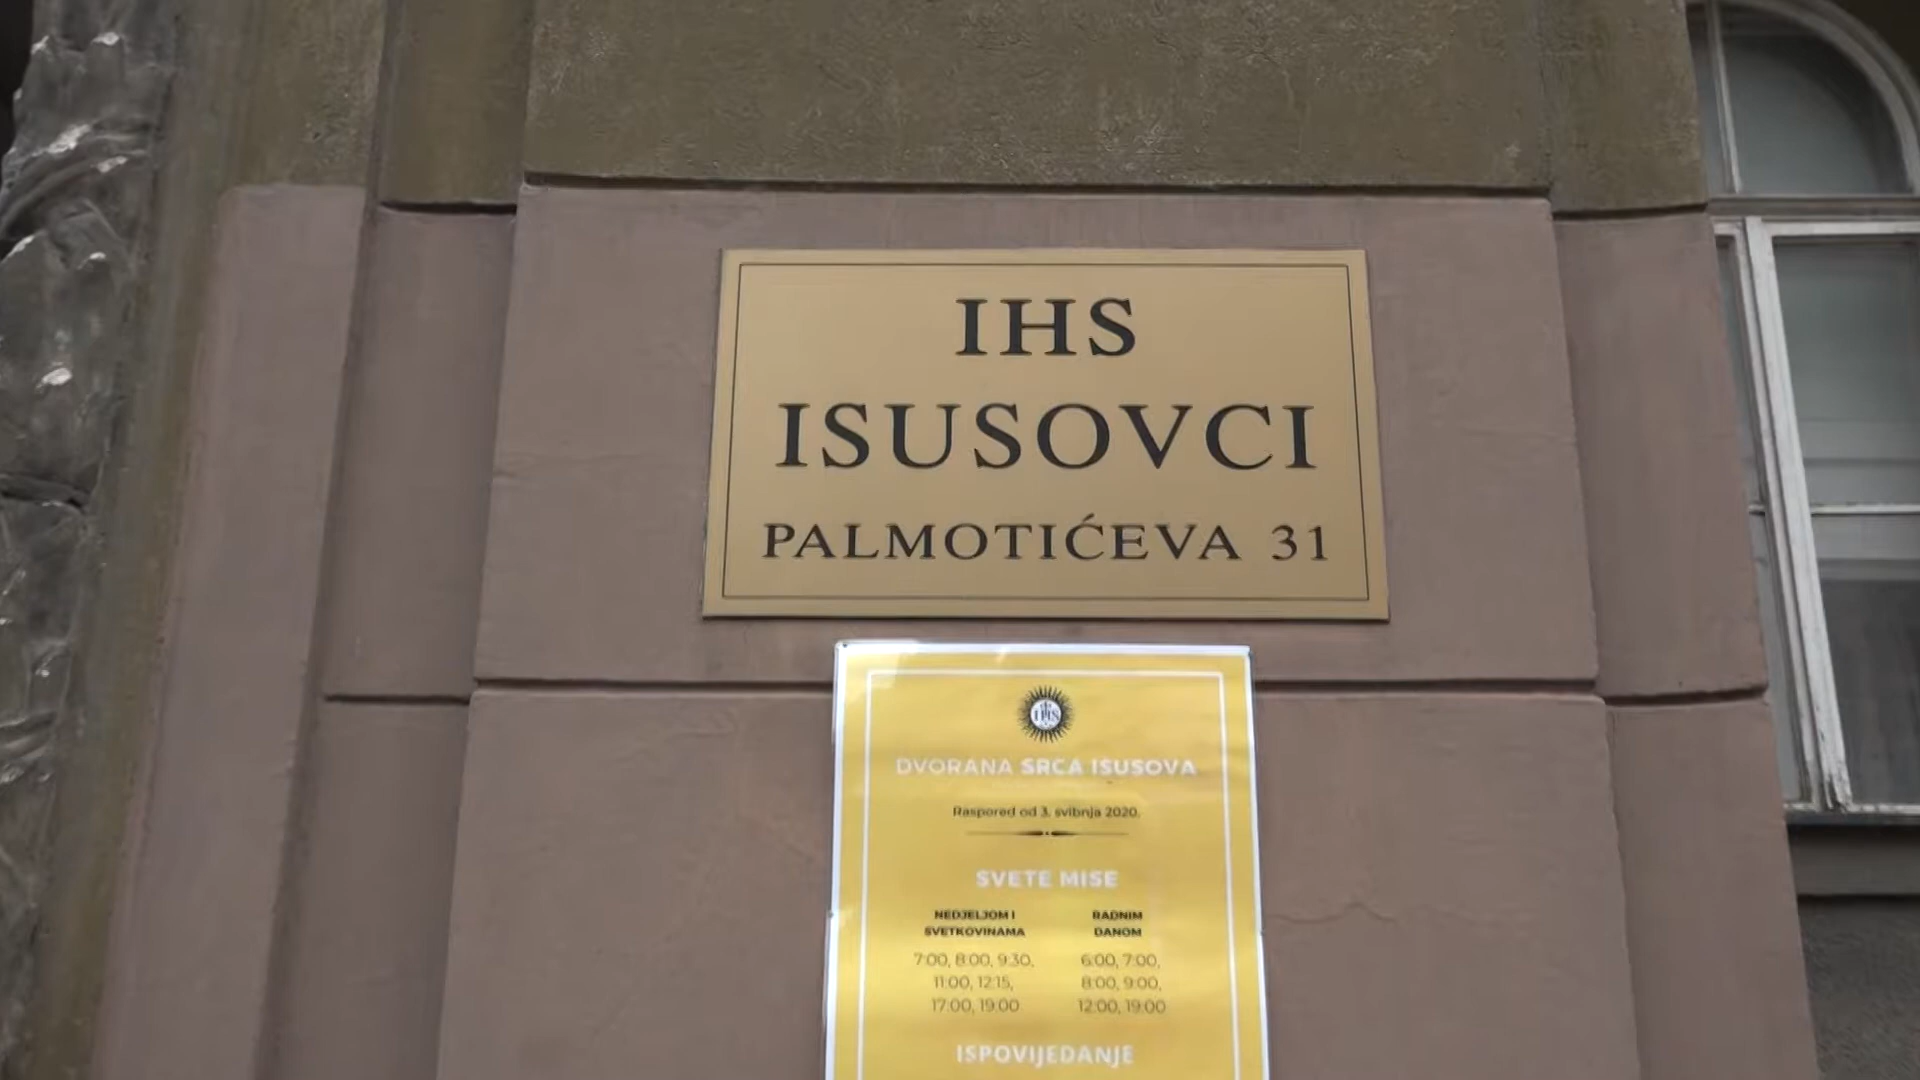 IHS
ISUSOVCI
PALMOTIĆEVA 31
IHS
DVORANA SRCA ISUSOVA
Raspored od 3. svibnja 2020.
SVETE MISE
NEDJELJOM I
SVETKOVINAMA
7:00, 8:00, 9:30,
11:00, 12:15,
17:00, 19:00
RADNIM
DANOM
6:00, 7:00,
8:00, 9:00,
12:00, 19:00
ISPOVIJEDANJE